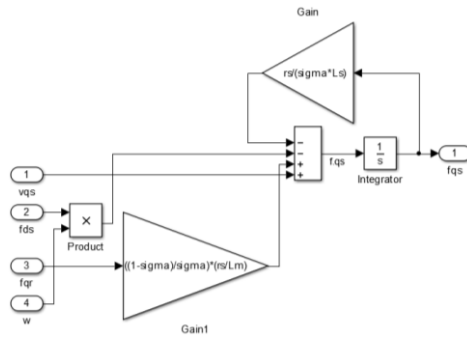 Gain
rs/(sigma*Ls)
−
−
+
+
f.qs
1
s
Integrator
1
fqs
1
vqs
2
fds
×
Product
3
fqr
((1-sigma)/sigma)*(rs/Lm)
4
w
Gain1